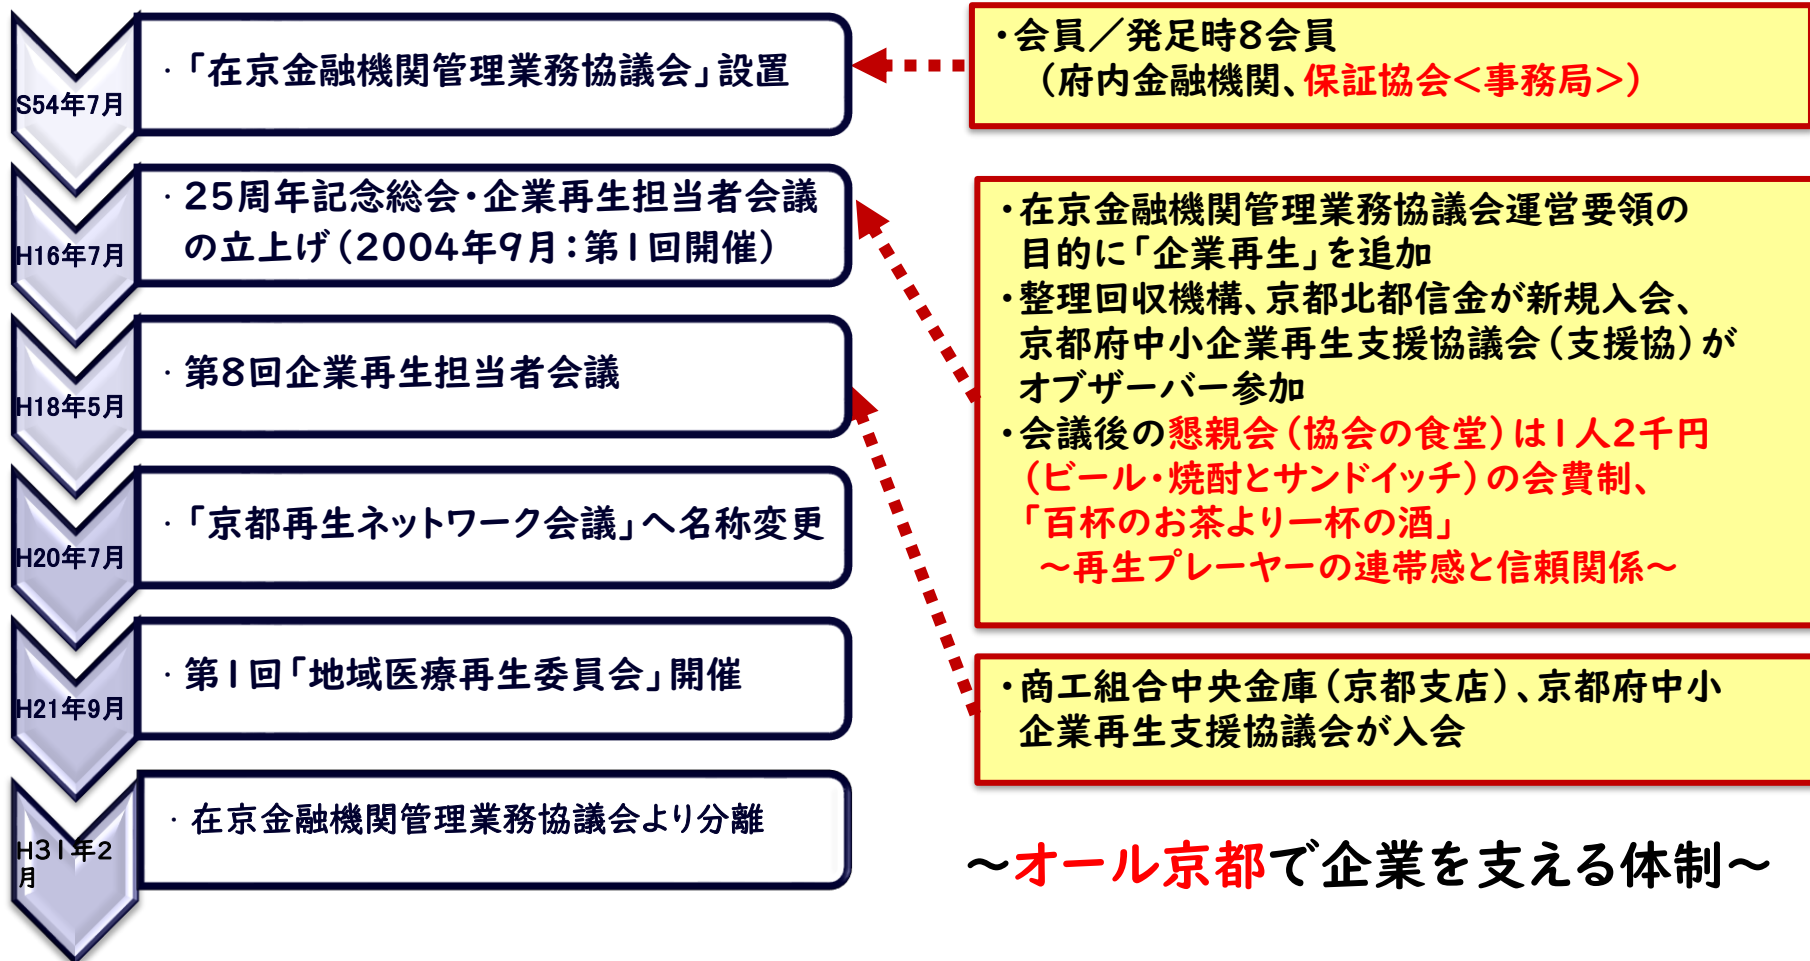 S54年7月
・「在京金融機関管理業務協議会」設置
・会員／発足時8会員
（府内金融機関、保証協会＜事務局＞）
H16年7月
・25周年記念総会・企業再生担当者会議
の立上げ（2004年9月：第1回開催）
・在京金融機関管理業務協議会運営要領の
目的に「企業再生」を追加
・整理回収機構、京都北都信金が新規入会、
京都府中小企業再生支援協議会（支援協）が
オブザーバー参加
・会議後の懇親会（協会の食堂）は1人2千円
（ビール・焼酎とサンドイッチ）の会費制、
「百杯のお茶より一杯の酒」
～再生プレーヤーの連帯感と信頼関係～
H18年5月
・第8回企業再生担当者会議
・商工組合中央金庫（京都支店）、京都府中小
企業再生支援協議会が入会
H20年7月
・「京都再生ネットワーク会議」へ名称変更
H21年9月
・第1回「地域医療再生委員会」開催
H31年2
月
・在京金融機関管理業務協議会より分離
～オール京都で企業を支える体制～